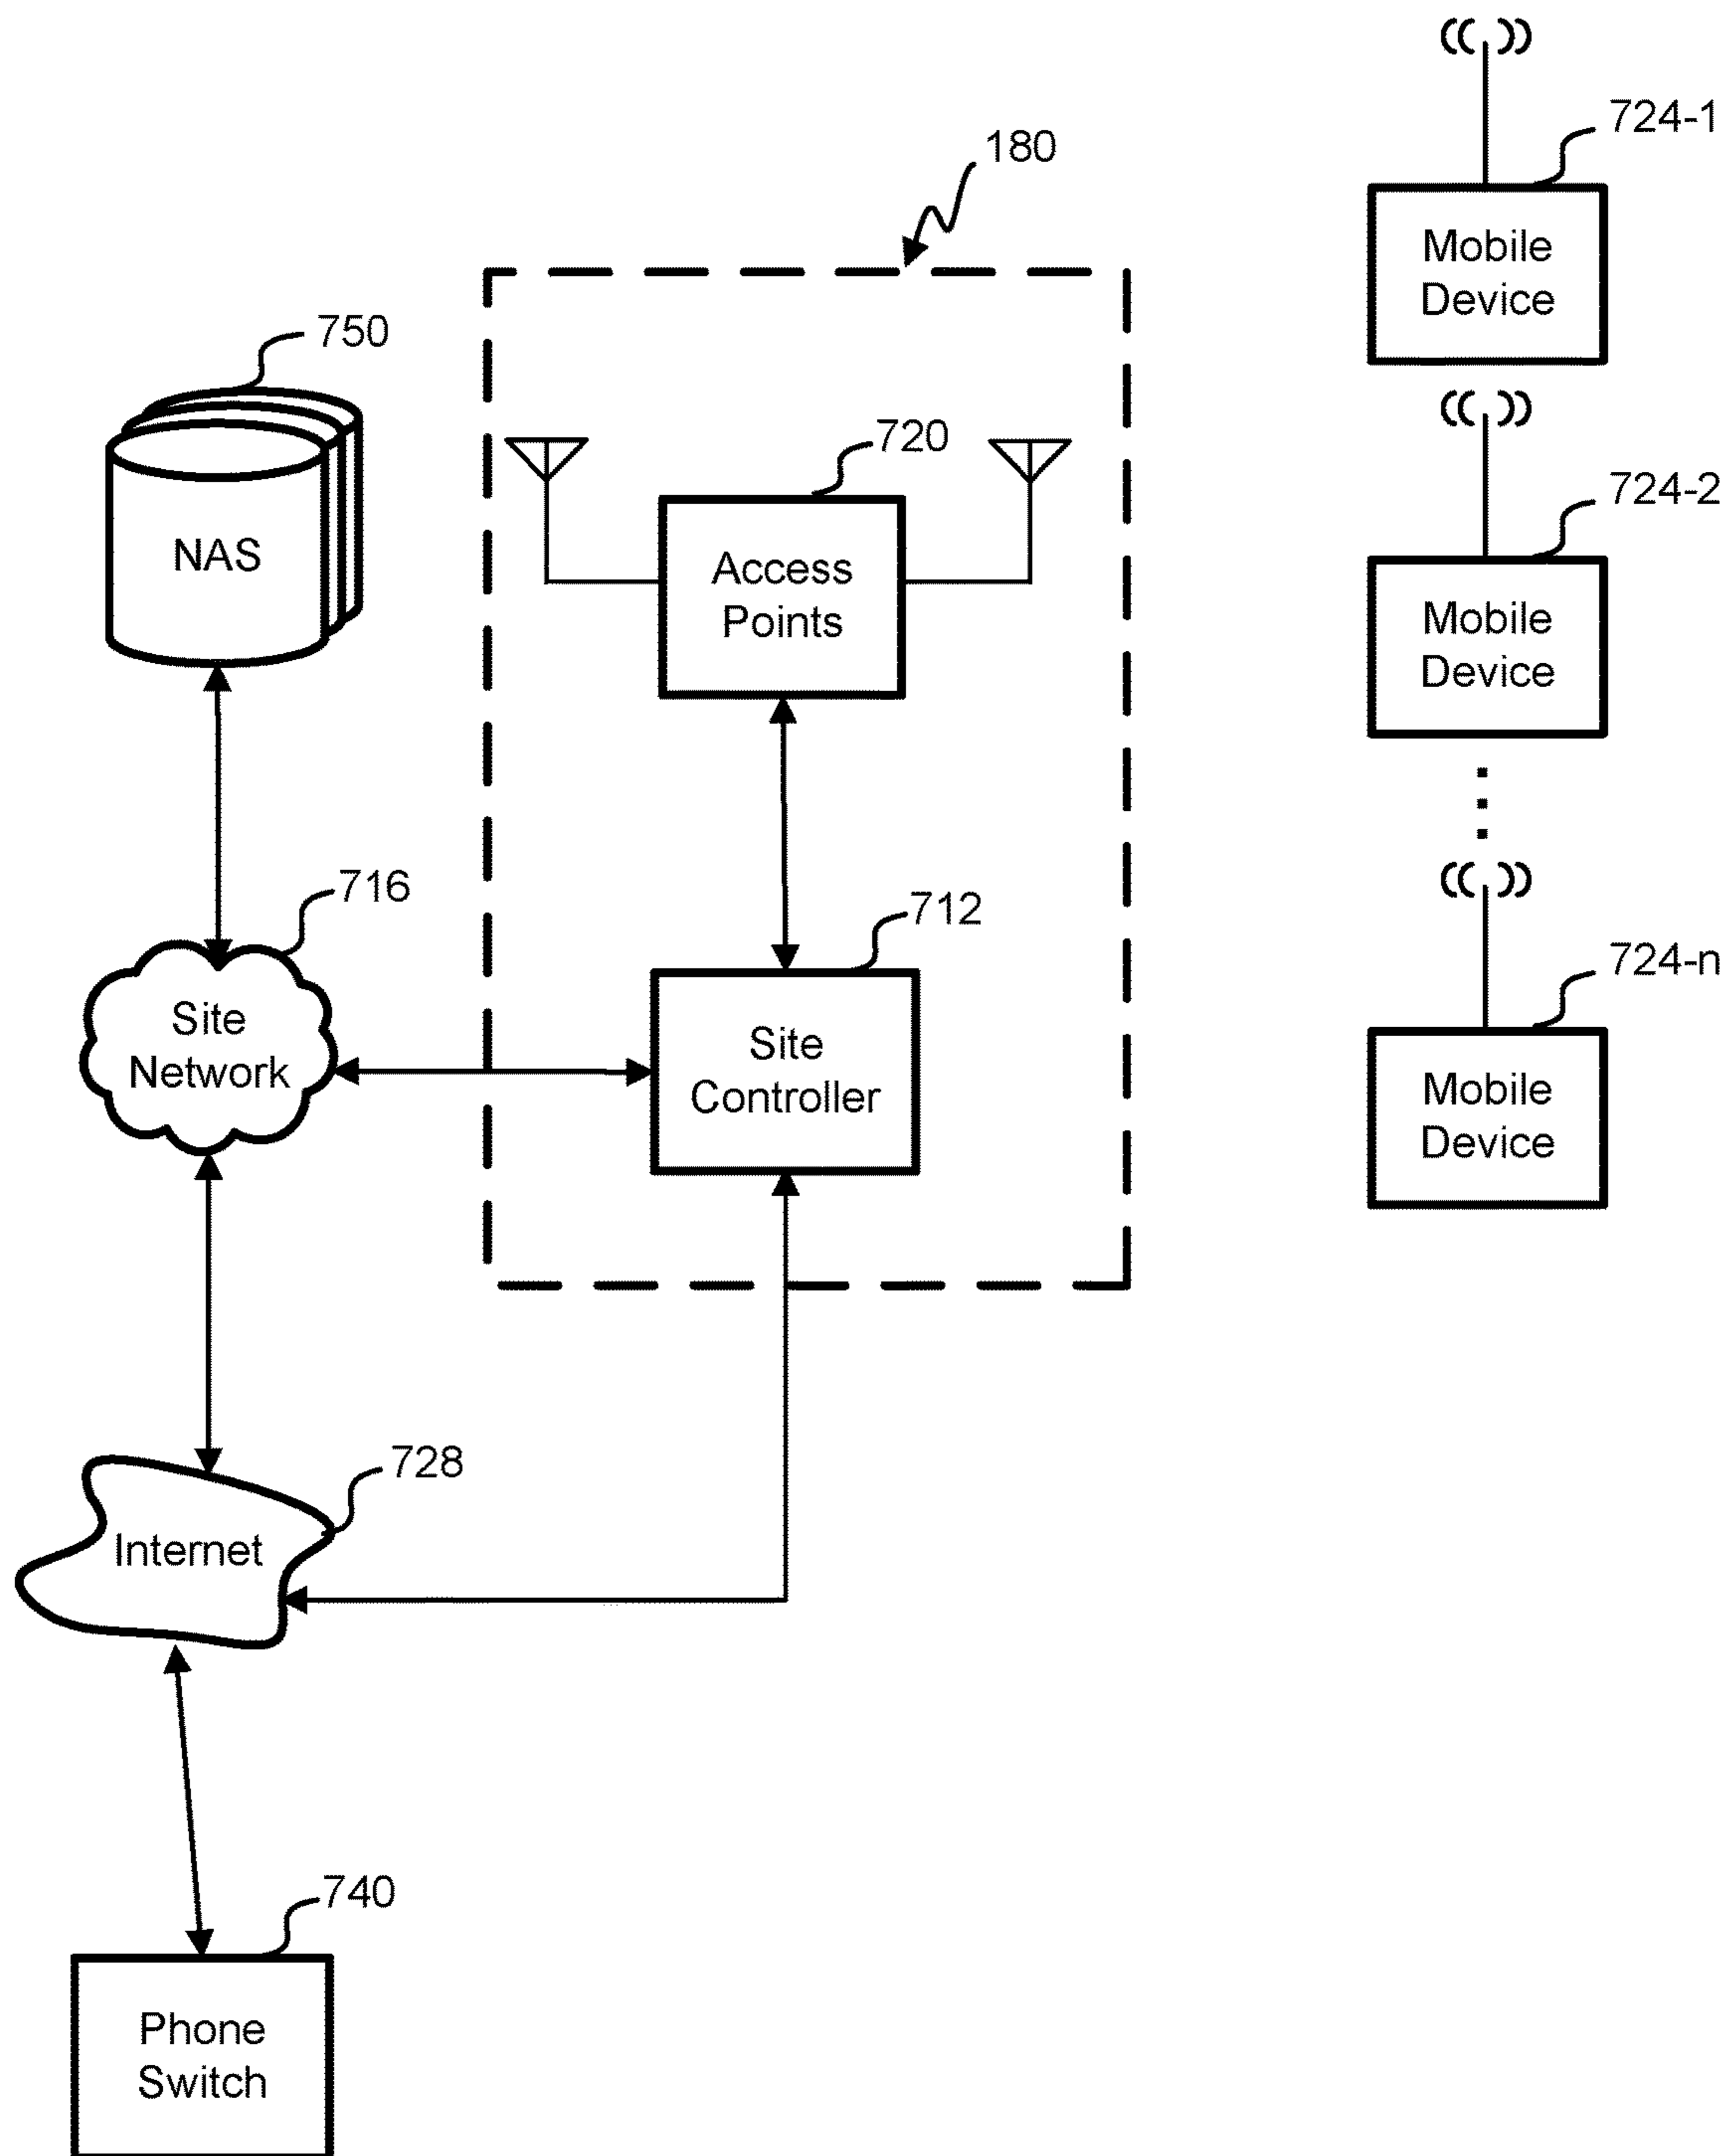 724-1
180
Mobile
Device
750
720
724-2
NAS
Access
Points
Mobile
Device
716
712
724-n
Site
Network
Site
Controller
Mobile
Device
728
Internet
740
Phone
Switch